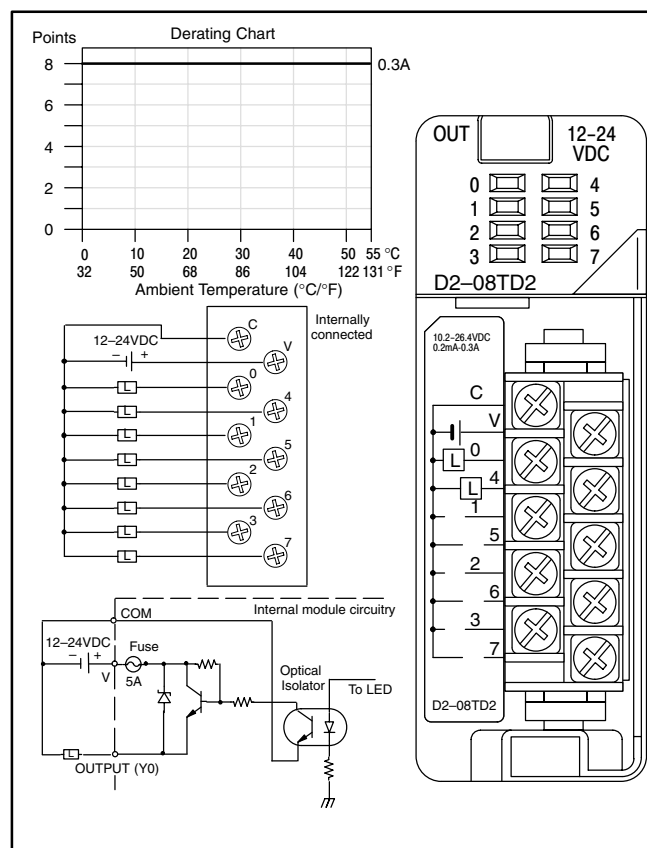 Points
Derating Chart
8
0.3A
6
4
2
0
0 10 20 30 40 50 55 °C
32 50 68 86 104 122 131 °F
Ambient Temperature (°C/°F)
Internally
connected
12–24VDC
– +
C
V
L 0
L 4
L 1
L 5
L 2
L 6
L 3
L 7
COM
Internal module circuitry
12–24VDC
– +
V
Fuse
5A
Optical
Isolator
To LED
L
OUTPUT (Y0)
OUT
12–24
VDC
0 4
1 5
2 6
3 7
D2–08TD2
10.2–26.4VDC
0.2mA-0.3A
C
V
L 0
L 4
1
5
2
6
3
7
D2–08TD2